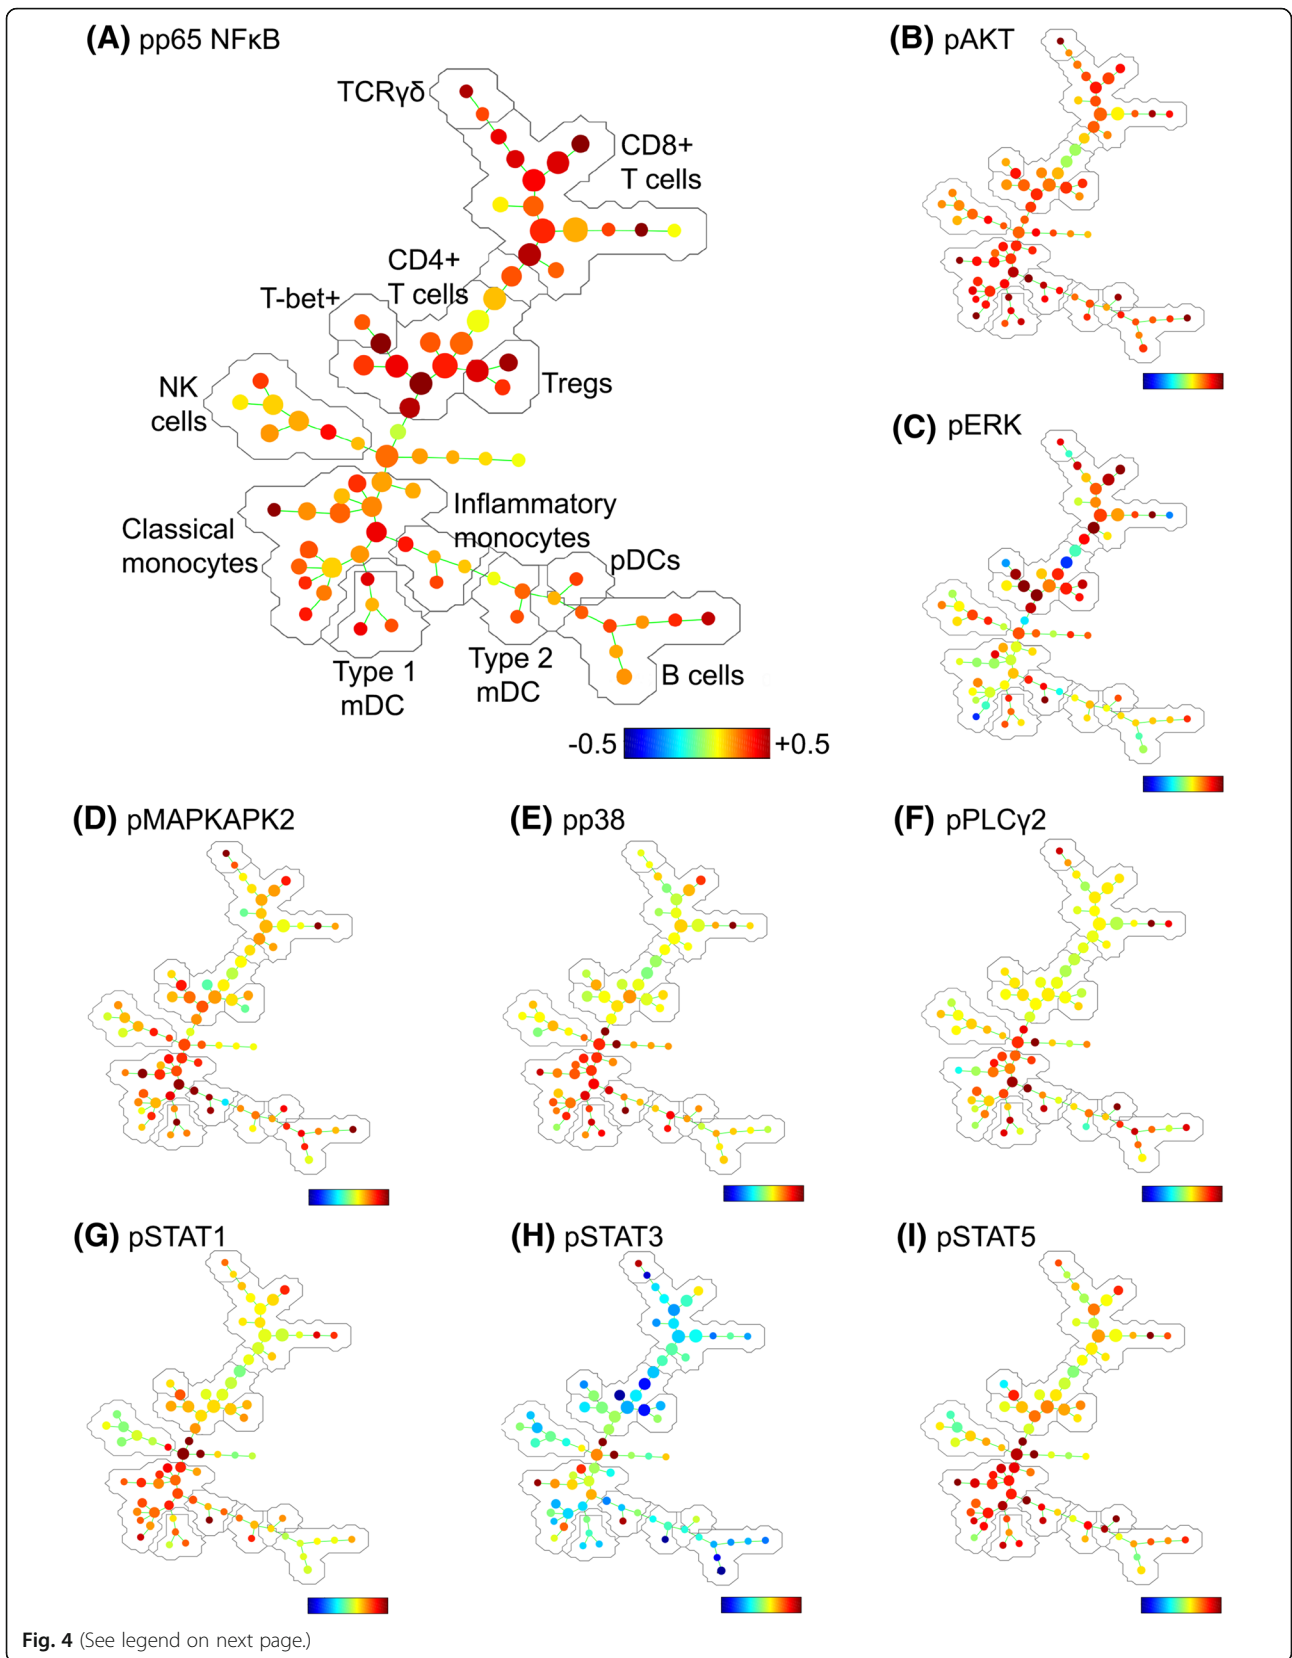 (A) pp65 NFκB
(B) pAKT
TCRγδ
CD8+
T cells
CD4+
T cells
T-bet+
Tregs
NK
cells
Classical
monocytes
Inflammatory
monocytes
pDCs
Type 1
mDC
Type 2
mDC
B cells
-0.5
+0.5
(C) pERK
(D) pMAPKAPK2
(E) pp38
(F) pPLCγ2
(G) pSTAT1
(H) pSTAT3
(I) pSTAT5
Fig. 4 (See legend on next page.)